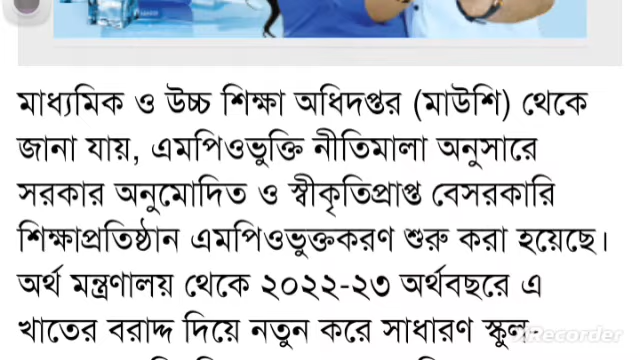 মাধ্যমিক ও উচ্চ শিক্ষা অধিদপ্তর (মাউশি) থেকে
জানা যায়, এমপিওভুক্তি নীতিমালা অনুসারে
সরকার অনুমোদিত ও স্বীকৃতিপ্রাপ্ত বেসরকারি
শিক্ষাপ্রতিষ্ঠান এমপিওভুক্তকরণ শুরু করা হয়েছে।
অর্থ মন্ত্রণালয় থেকে ২০২২-২৩ অর্থবছরে এ
খাতের বরাদ্দ দিয়ে নতুন করে সাধারণ স্কুল-
Recorder